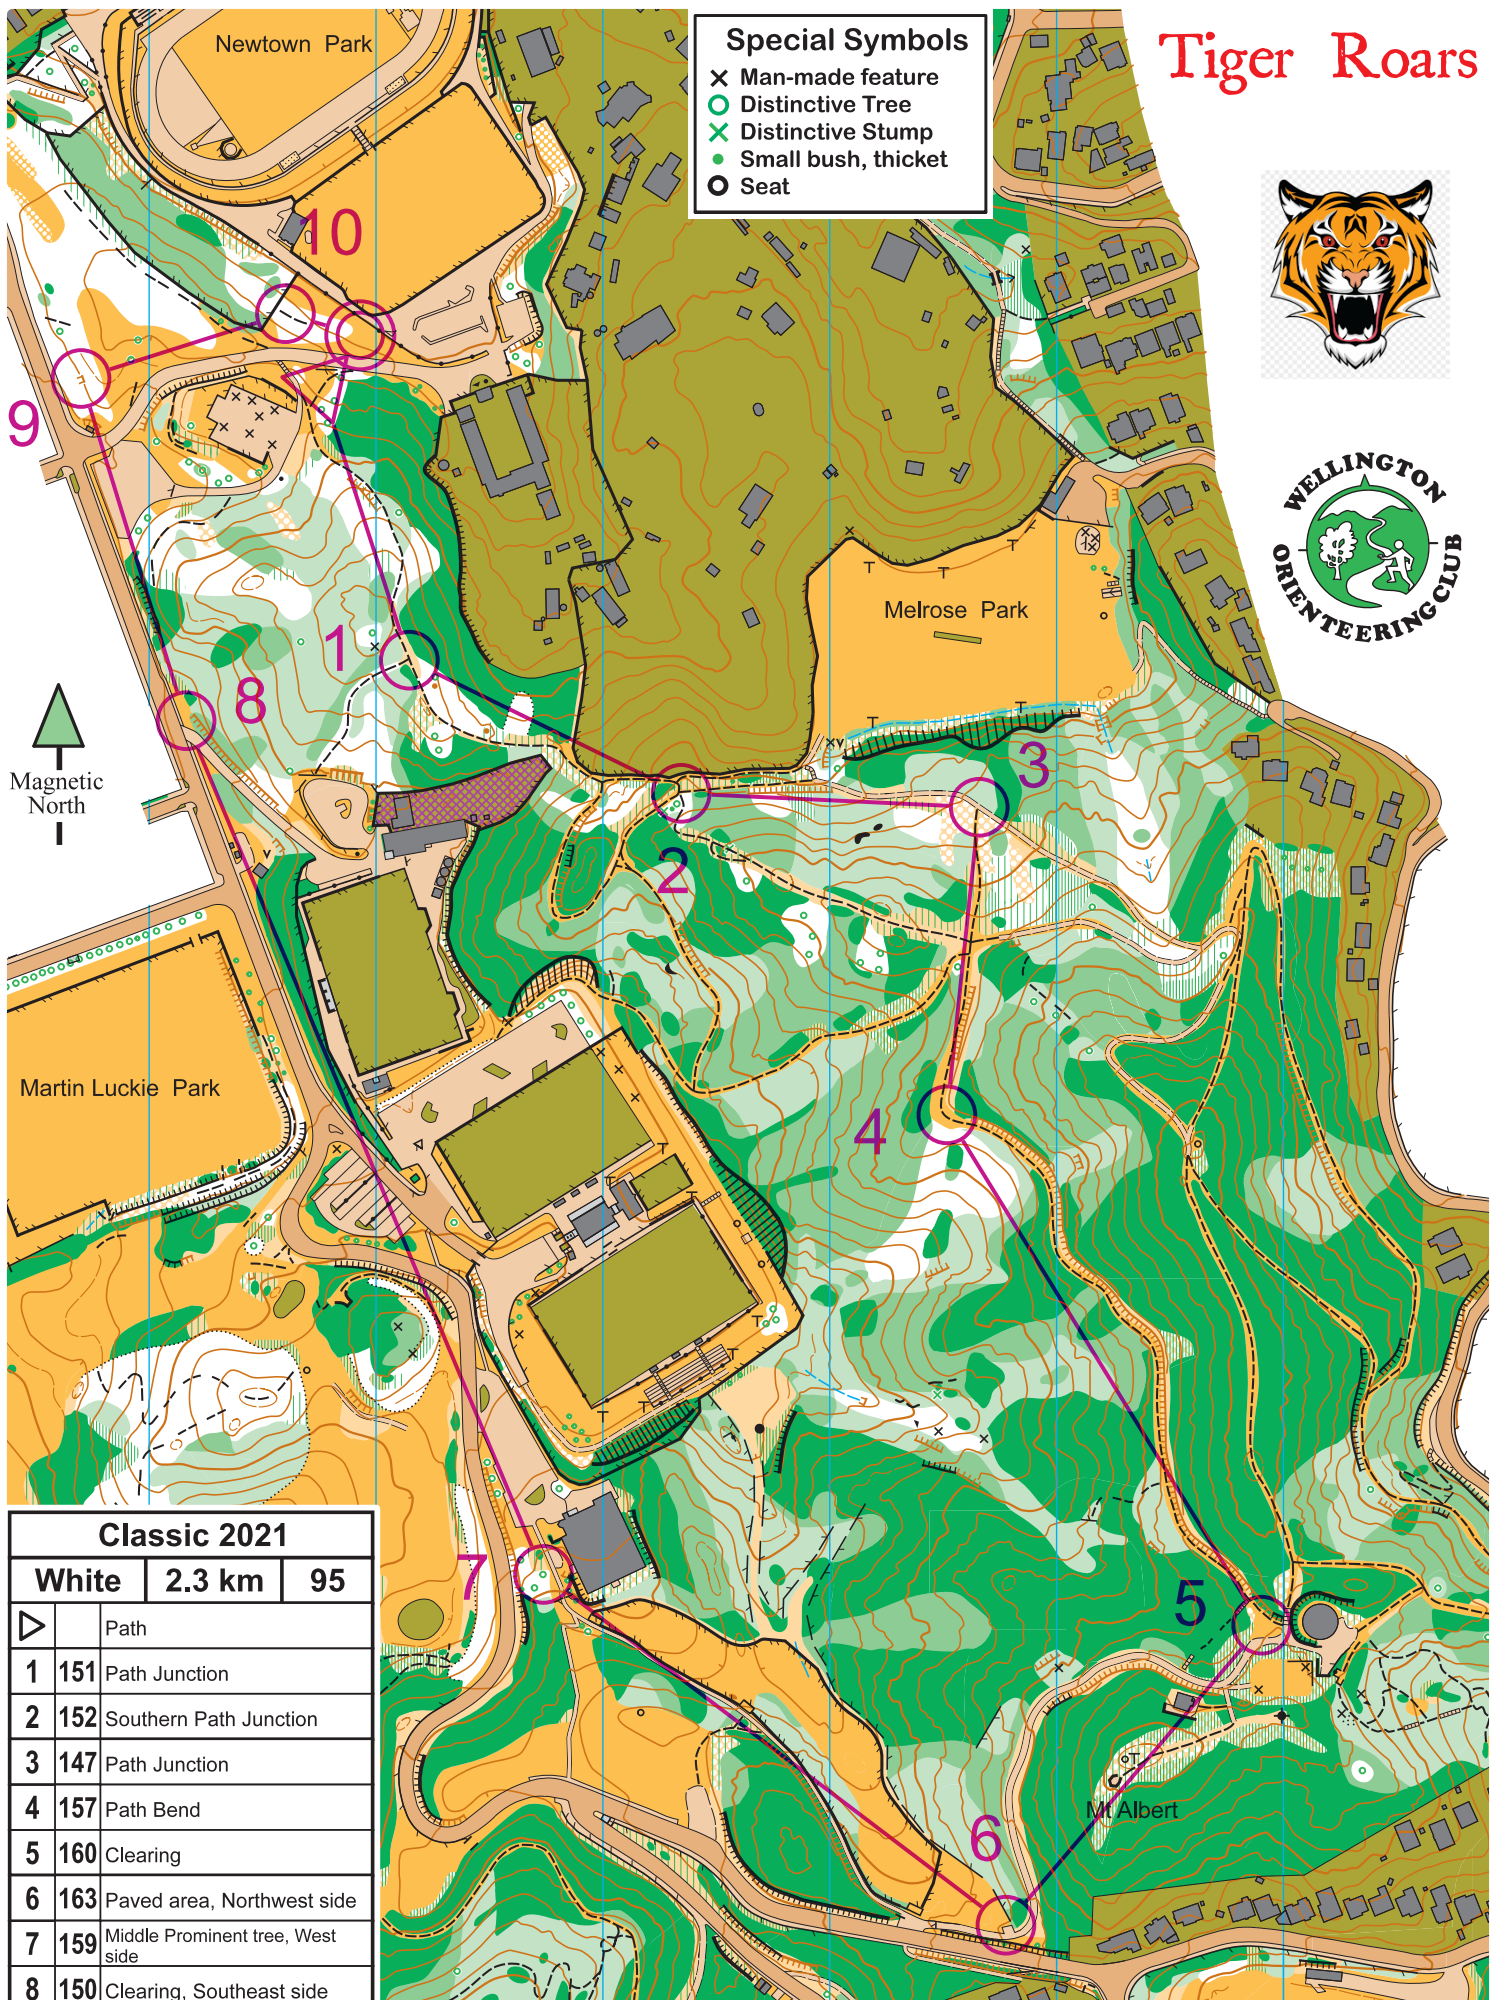 Tiger Roars
Special Symbols
Man-made feature
Distinctive Tree
Distinctive Stump
Small bush, thicket
Seat
Newtown Park
10
9
WELLINGTON
ORIENTEERING CLUB
Melrose Park
1
8
Magnetic
North
3
2
Martin Luckie Park
4
7
5
Mt Albert
6
Classic 2021
White 2.3 km 95
Path
1 151 Path Junction
2 152 Southern Path Junction
3 147 Path Junction
4 157 Path Bend
5 160 Clearing
6 163 Paved area, Northwest side
7 159 Middle Prominent tree, West
side
8 150 Clearing, Southeast side